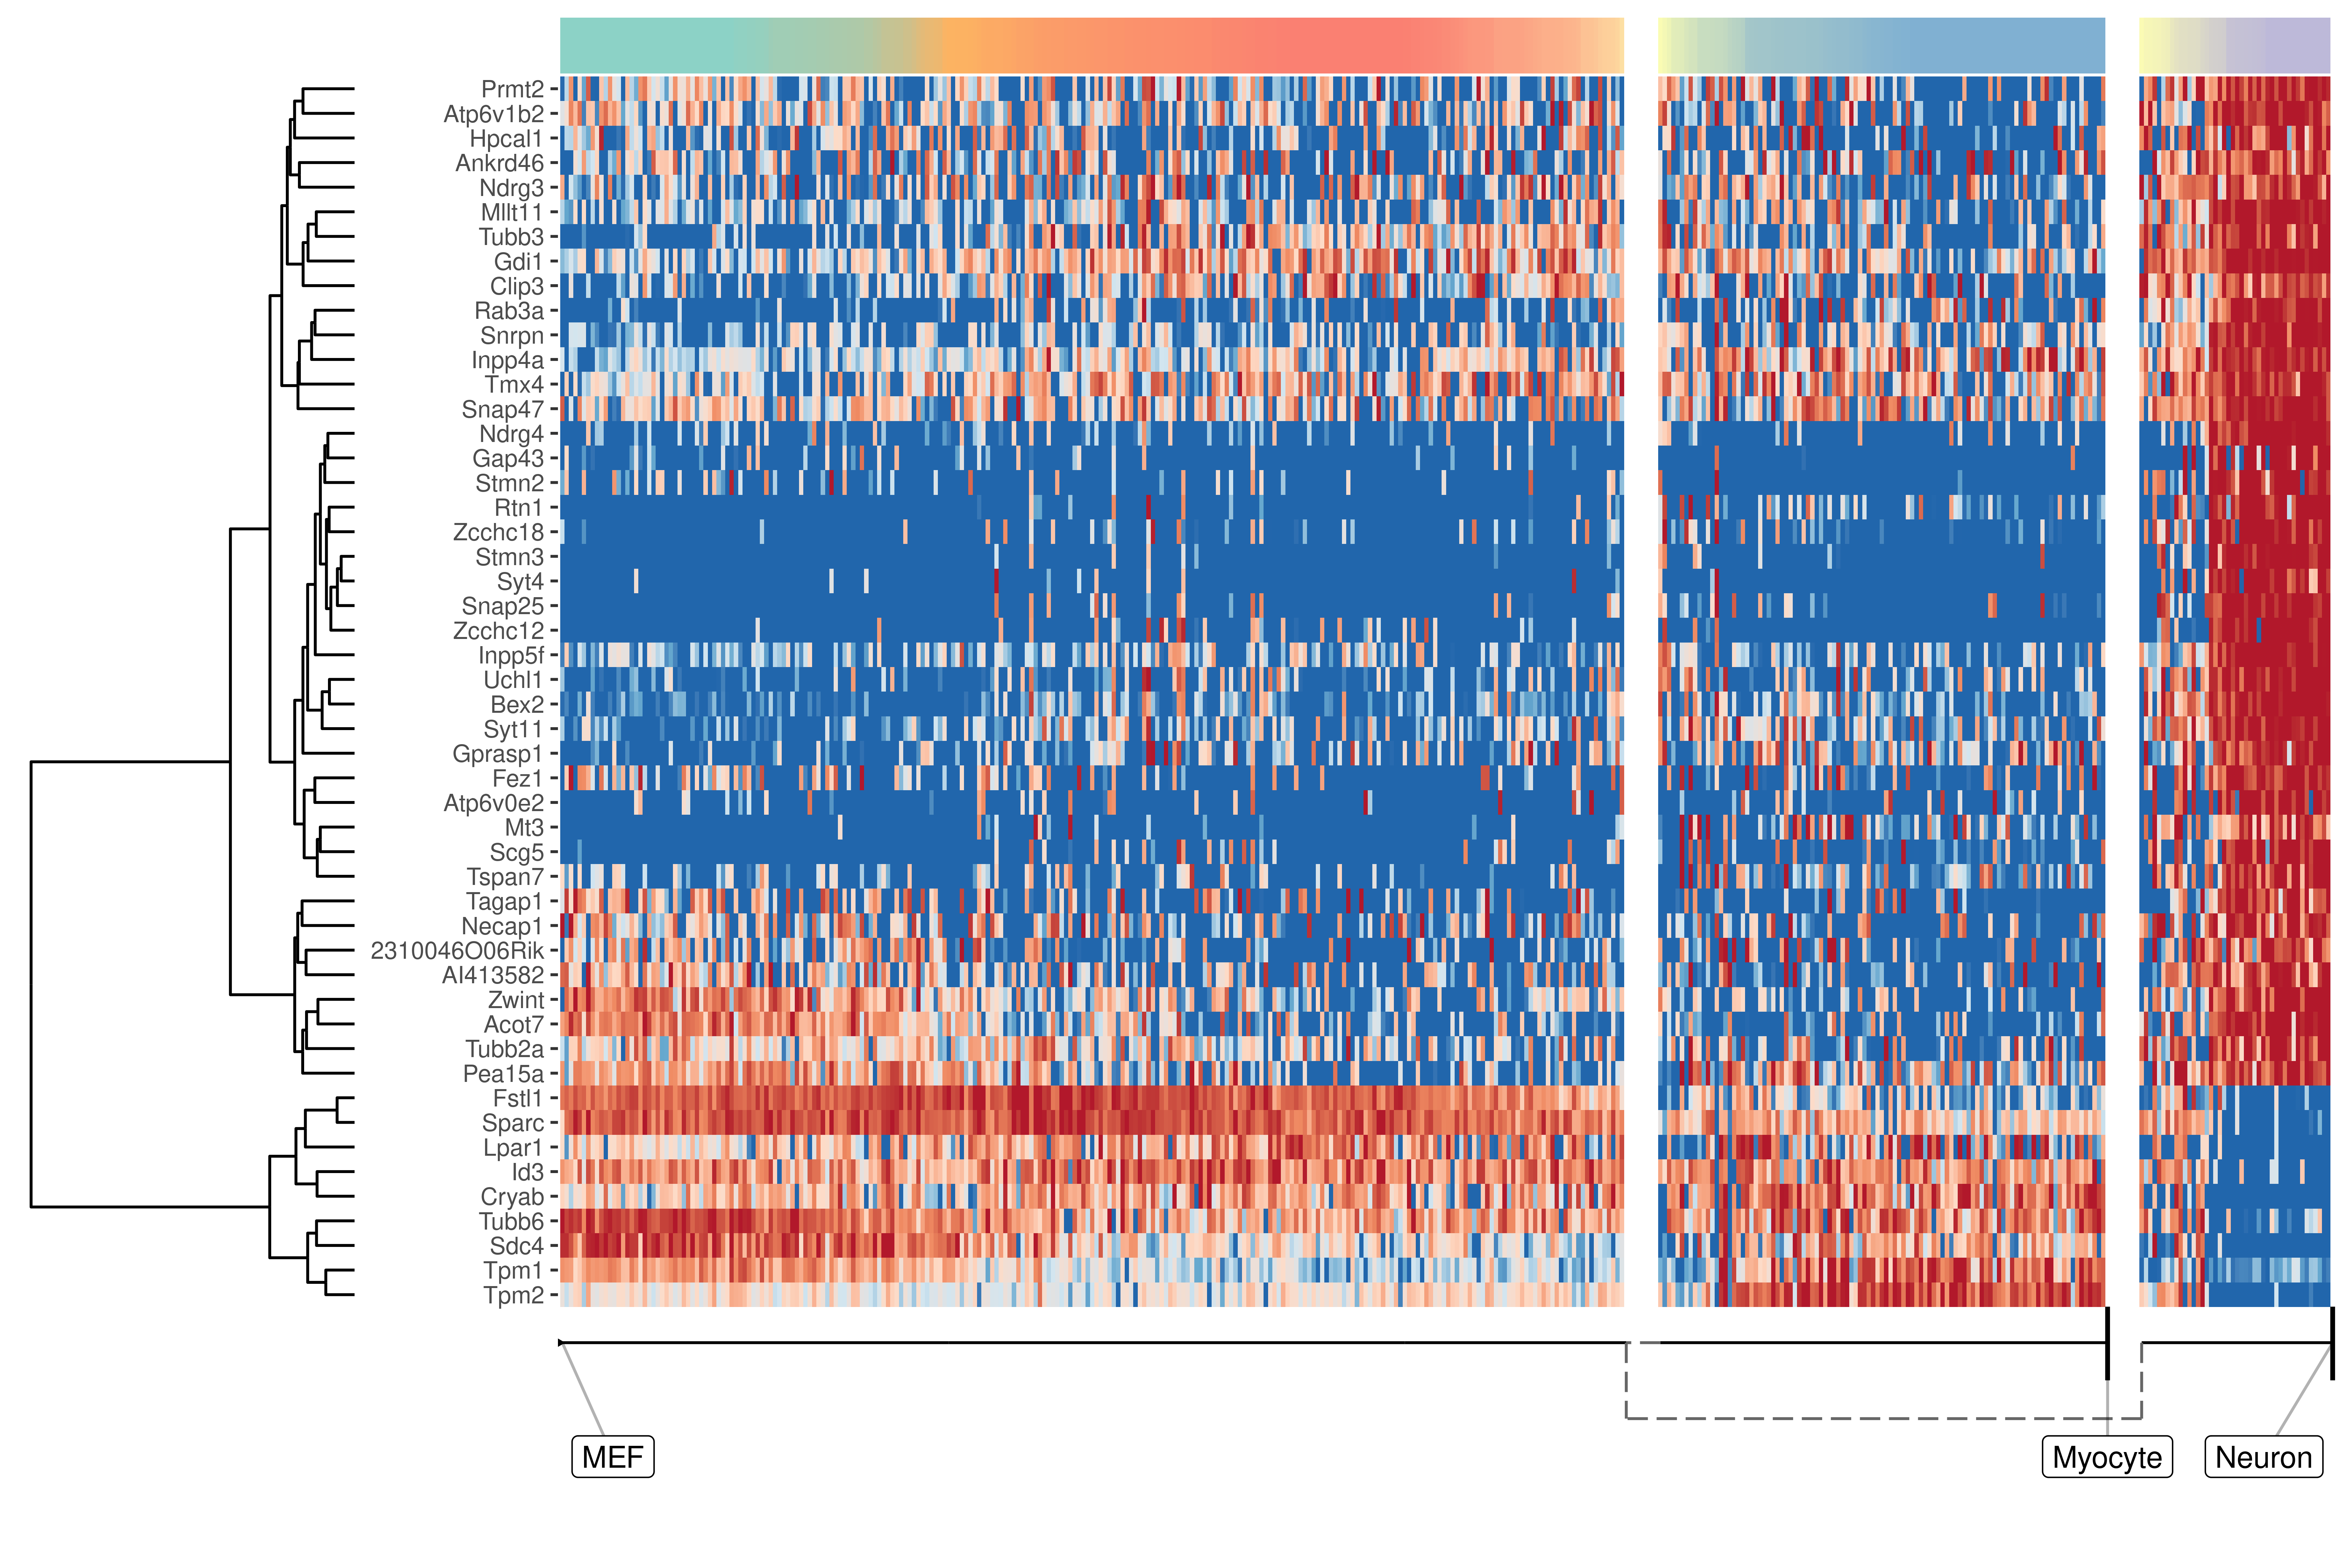 Prmt2
Atp6v1b2
Hpcal1
Ankrd46
Ndrg3
Mllt11
Tubb3
Gdi1
Clip3
Rab3a
Snrpn
Inpp4a
Tmx4
Snap47
Ndrg4
Gap43
Stmn2
Rtn1
Zcchc18
Stmn3
Syt4
Snap25
Zcchc12
Inpp5f
Uchl1
Bex2
Syt11
Gprasp1
Fez1
Atp6v0e2
Mt3
Scg5
Tspan7
Tagap1
Necap1
2310046O06Rik
AI413582
Zwint
Acot7
Tubb2a
Pea15a
Fstl1
Sparc
Lpar1
Id3
Cryab
Tubb6
Sdc4
Tpm1
Tpm2
MEF Myocyte Neuron